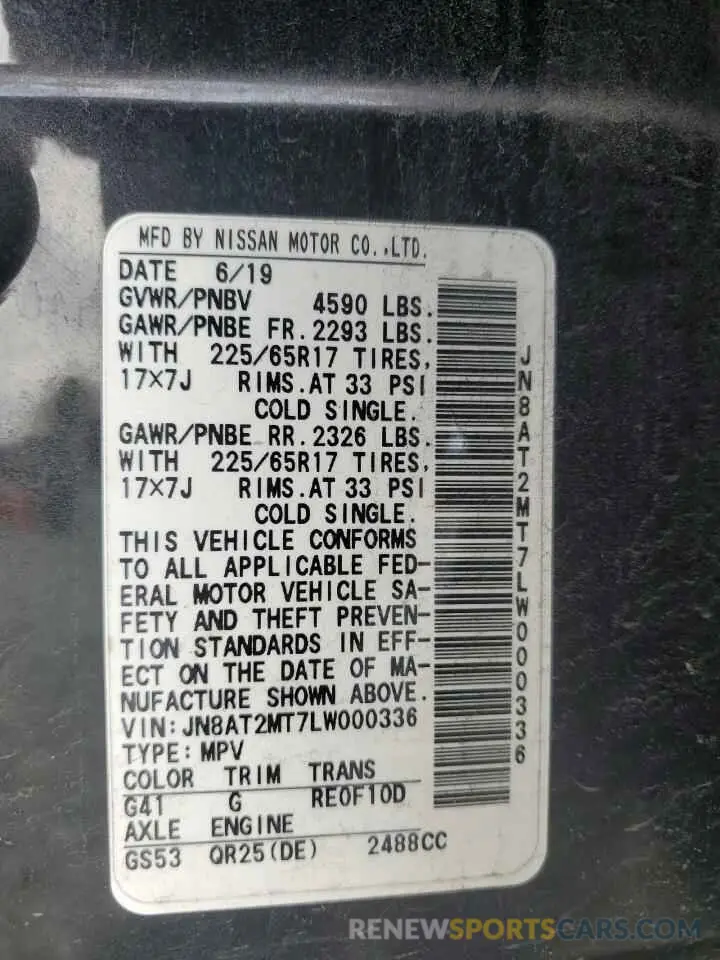 MFD BY NISSAN MOTOR CO.,LTD.
DATE 6/19
GVWR/PNBV 4590 LBS.
GAWR/PNBE FR.2293 LBS.
WITH 225/65R17 TIRES,
17X7J RIMS.AT 33 PSI
COLD SINGLE.
GAWR/PNBE RR.2326 LBS.
WITH 225/65R17 TIRES,
17X7J RIMS.AT 33 PSI
COLD SINGLE.
THIS VEHICLE CONFORMS
TO ALL APPLICABLE FED-
ERAL MOTOR VEHICLE SA-
FETY AND THEFT PREVEN-
TION STANDARDS IN EFF-
ECT ON THE DATE OF MA-
NUFACTURE SHOWN ABOVE.
VIN:JN8AT2MT7LW000336
TYPE:MPV
COLOR TRIM TRANS
G41 G RE0F10D
AXLE ENGINE
GS53 QR25(DE) 2488CC
JN8AT2MT7LW000336
RENEWSPORTSCARS.COM